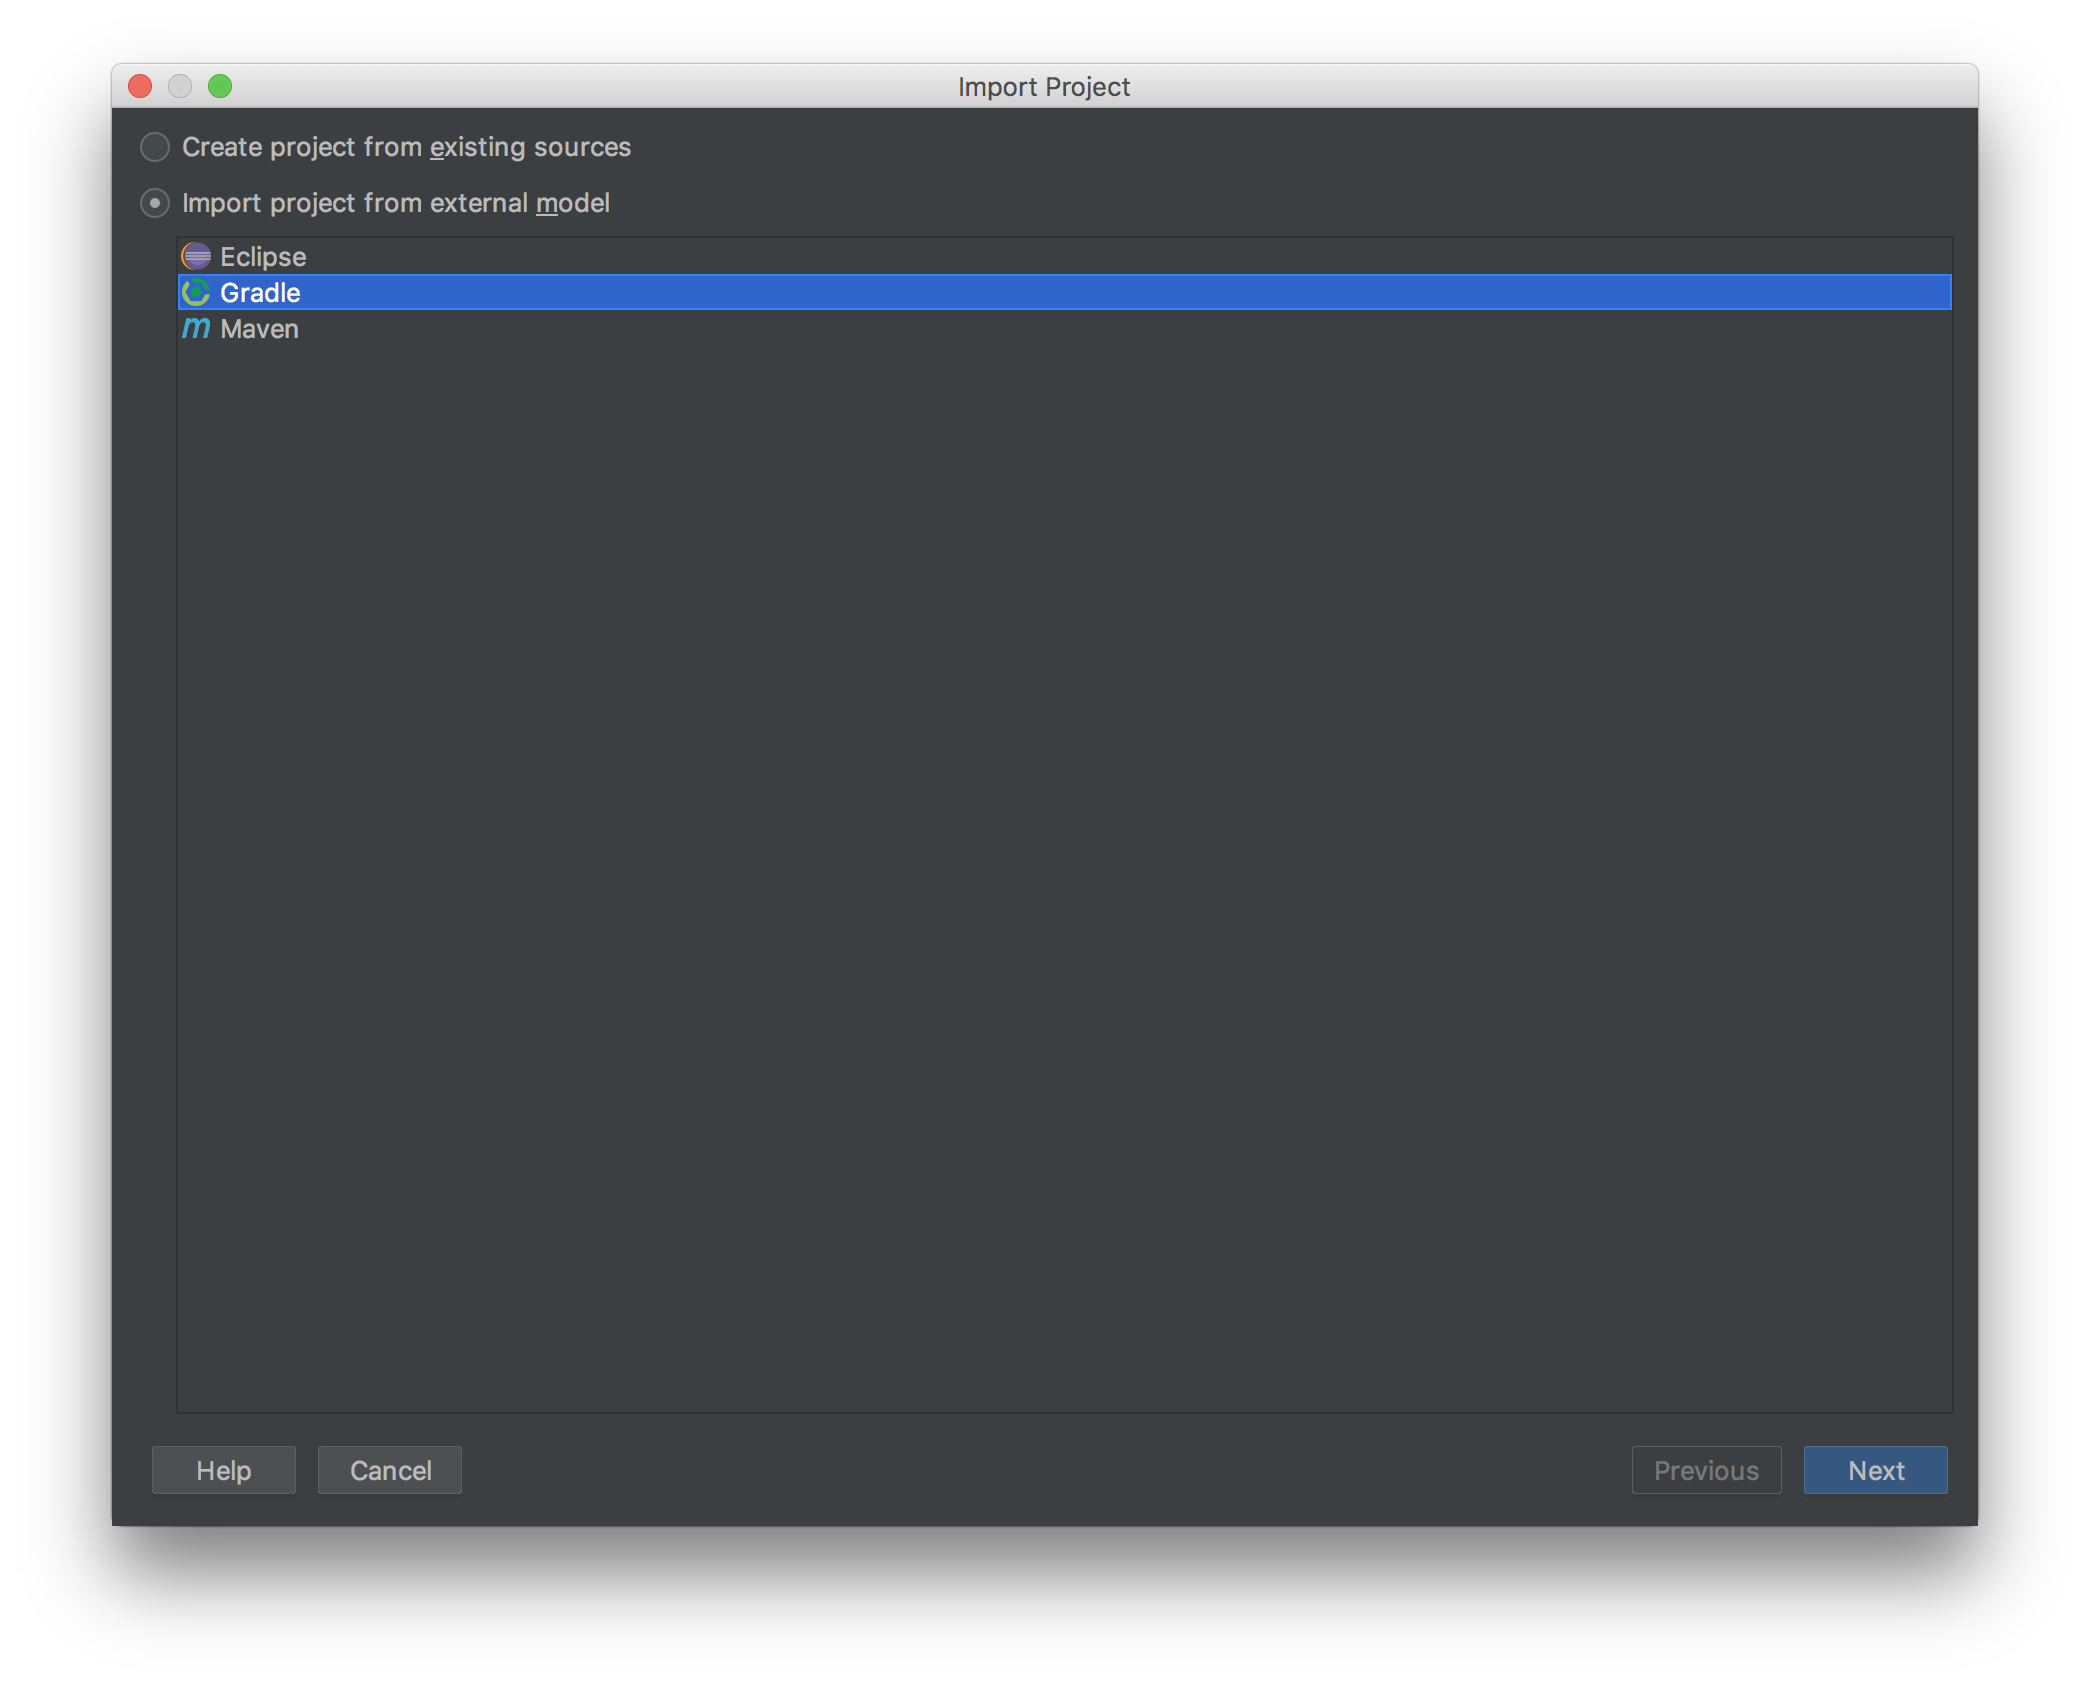 Import Project
Create project from existing sources
Import project from external model
Eclipse
Gradle
m Maven
Help Cancel Previous Next